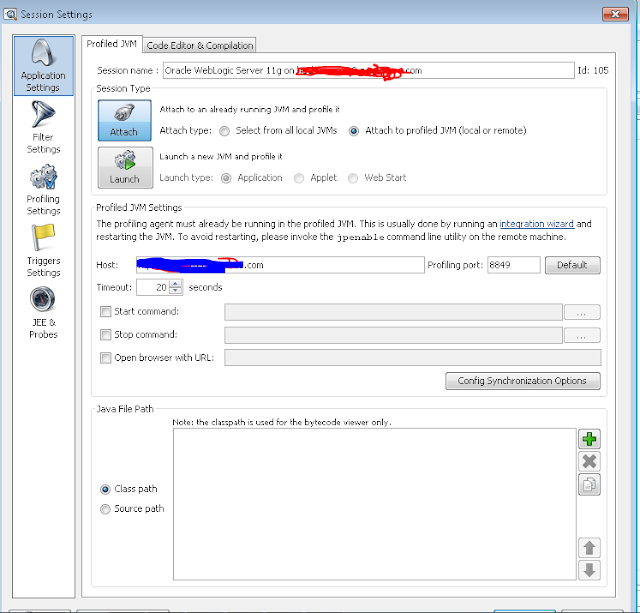 Session Settings
Application Settings
Filter Settings
Profiling Settings
Triggers Settings
JEE & Probes
Profiled JVM
Code Editor & Compilation
Session name : Oracle WebLogic Server 11g on .com Id: 105
Session Type
Attach
Attach to an already running JVM and profile it
Attach type: Select from all local JVMs Attach to profiled JVM (local or remote)
Launch
Launch a new JVM and profile it
Launch type: Application Applet Web Start
Profiled JVM Settings
The profiling agent must already be running in the profiled JVM. This is usually done by running an integration wizard and
restarting the JVM. To avoid restarting, please invoke the jpenable command line utility on the remote machine.
Host: .com Profiling port: 8849 Default
Timeout: 20 seconds
Start command: ...
Stop command: ...
Open browser with URL:
Config Synchronization Options
Java File Path
Note: the classpath is used for the bytecode viewer only.
Class path
Source path